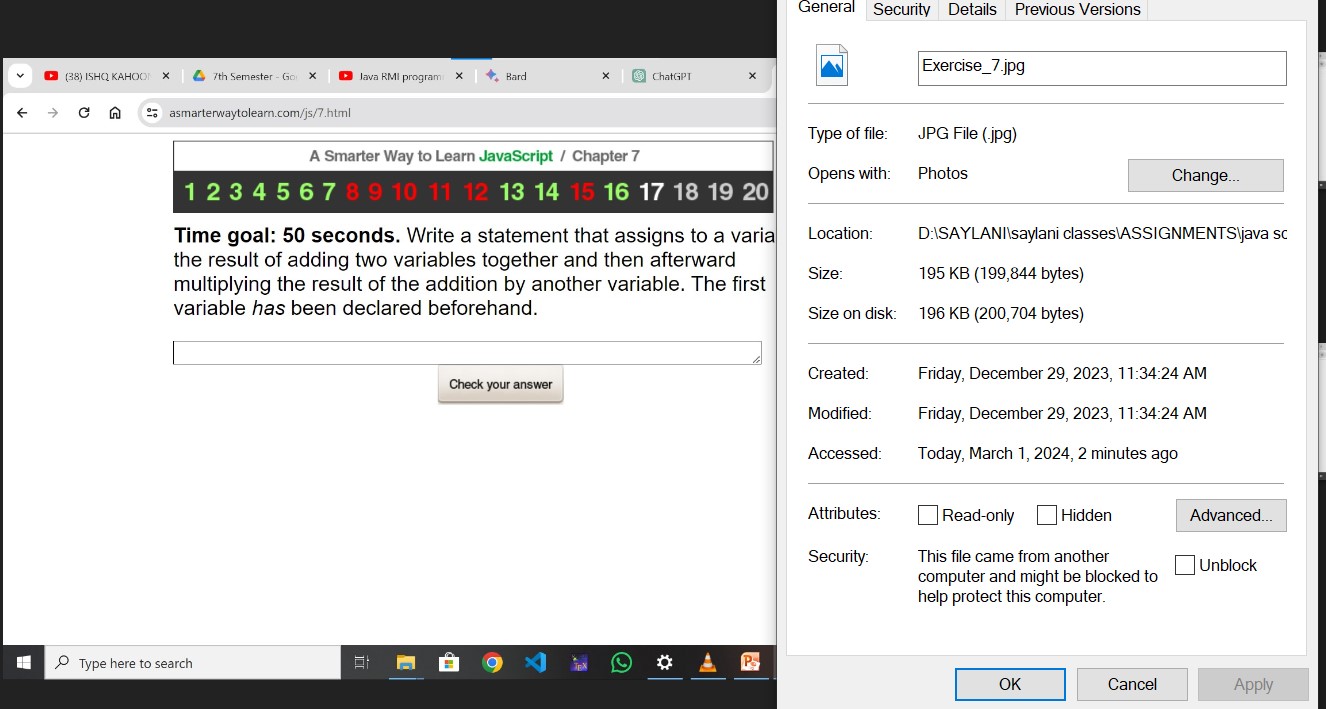 (38) ISHQ KAHOON
7th Semester - Goo
Java RMI program
Bard
ChatGPT
asmarterwaytolearn.com/js/7.html
A Smarter Way to Learn JavaScript / Chapter 7
1 2 3 4 5 6 7 8 9 10 11 12 13 14 15 16 17 18 19 20
Time goal: 50 seconds. Write a statement that assigns to a varia
the result of adding two variables together and then afterward
multiplying the result of the addition by another variable. The first
variable has been declared beforehand.
Check your answer
Type here to search
General Security Details Previous Versions
Exercise_7.jpg
Type of file: JPG File (.jpg)
Opens with: Photos Change...
Location: D:\SAYLANI\saylani classes\ASSIGNMENTS\java sc
Size: 195 KB (199,844 bytes)
Size on disk: 196 KB (200,704 bytes)
Created: Friday, December 29, 2023, 11:34:24 AM
Modified: Friday, December 29, 2023, 11:34:24 AM
Accessed: Today, March 1, 2024, 2 minutes ago
Attributes: Read-only Hidden Advanced...
Security: This file came from another
computer and might be blocked to
help protect this computer.
Unblock
OK Cancel Apply